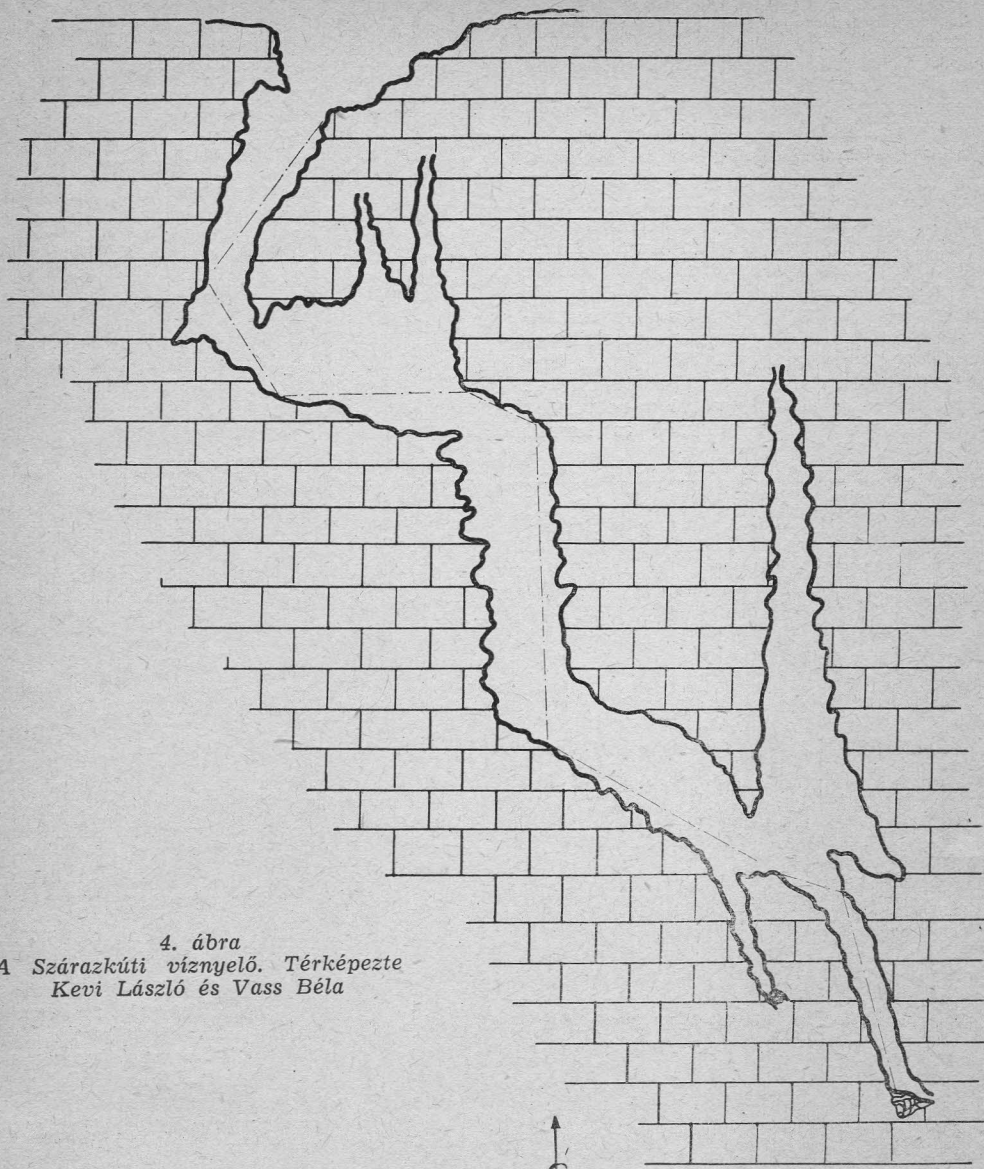 4. ábra
A Szárazkúti víznyelő. Térképezte
Kevi László és Vass Béla